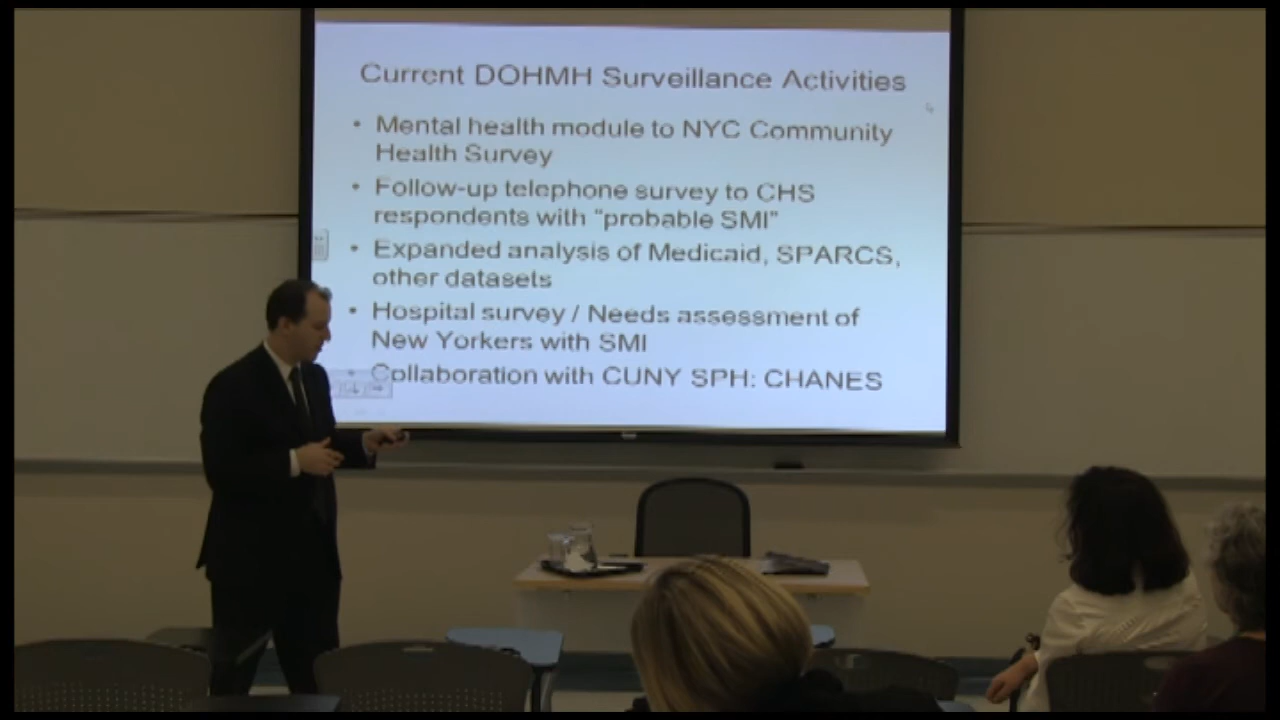 Current DOHMH Surveillance Activities
• Mental health module to NYC Community
Health Survey
• Follow-up telephone survey to CHS
respondents with "probable SMI"
• Expanded analysis of Medicaid, SPARCS,
other datasets
• Hospital survey / Needs assessment of
New Yorkers with SMI
• Collaboration with CUNY SPH: CHANES